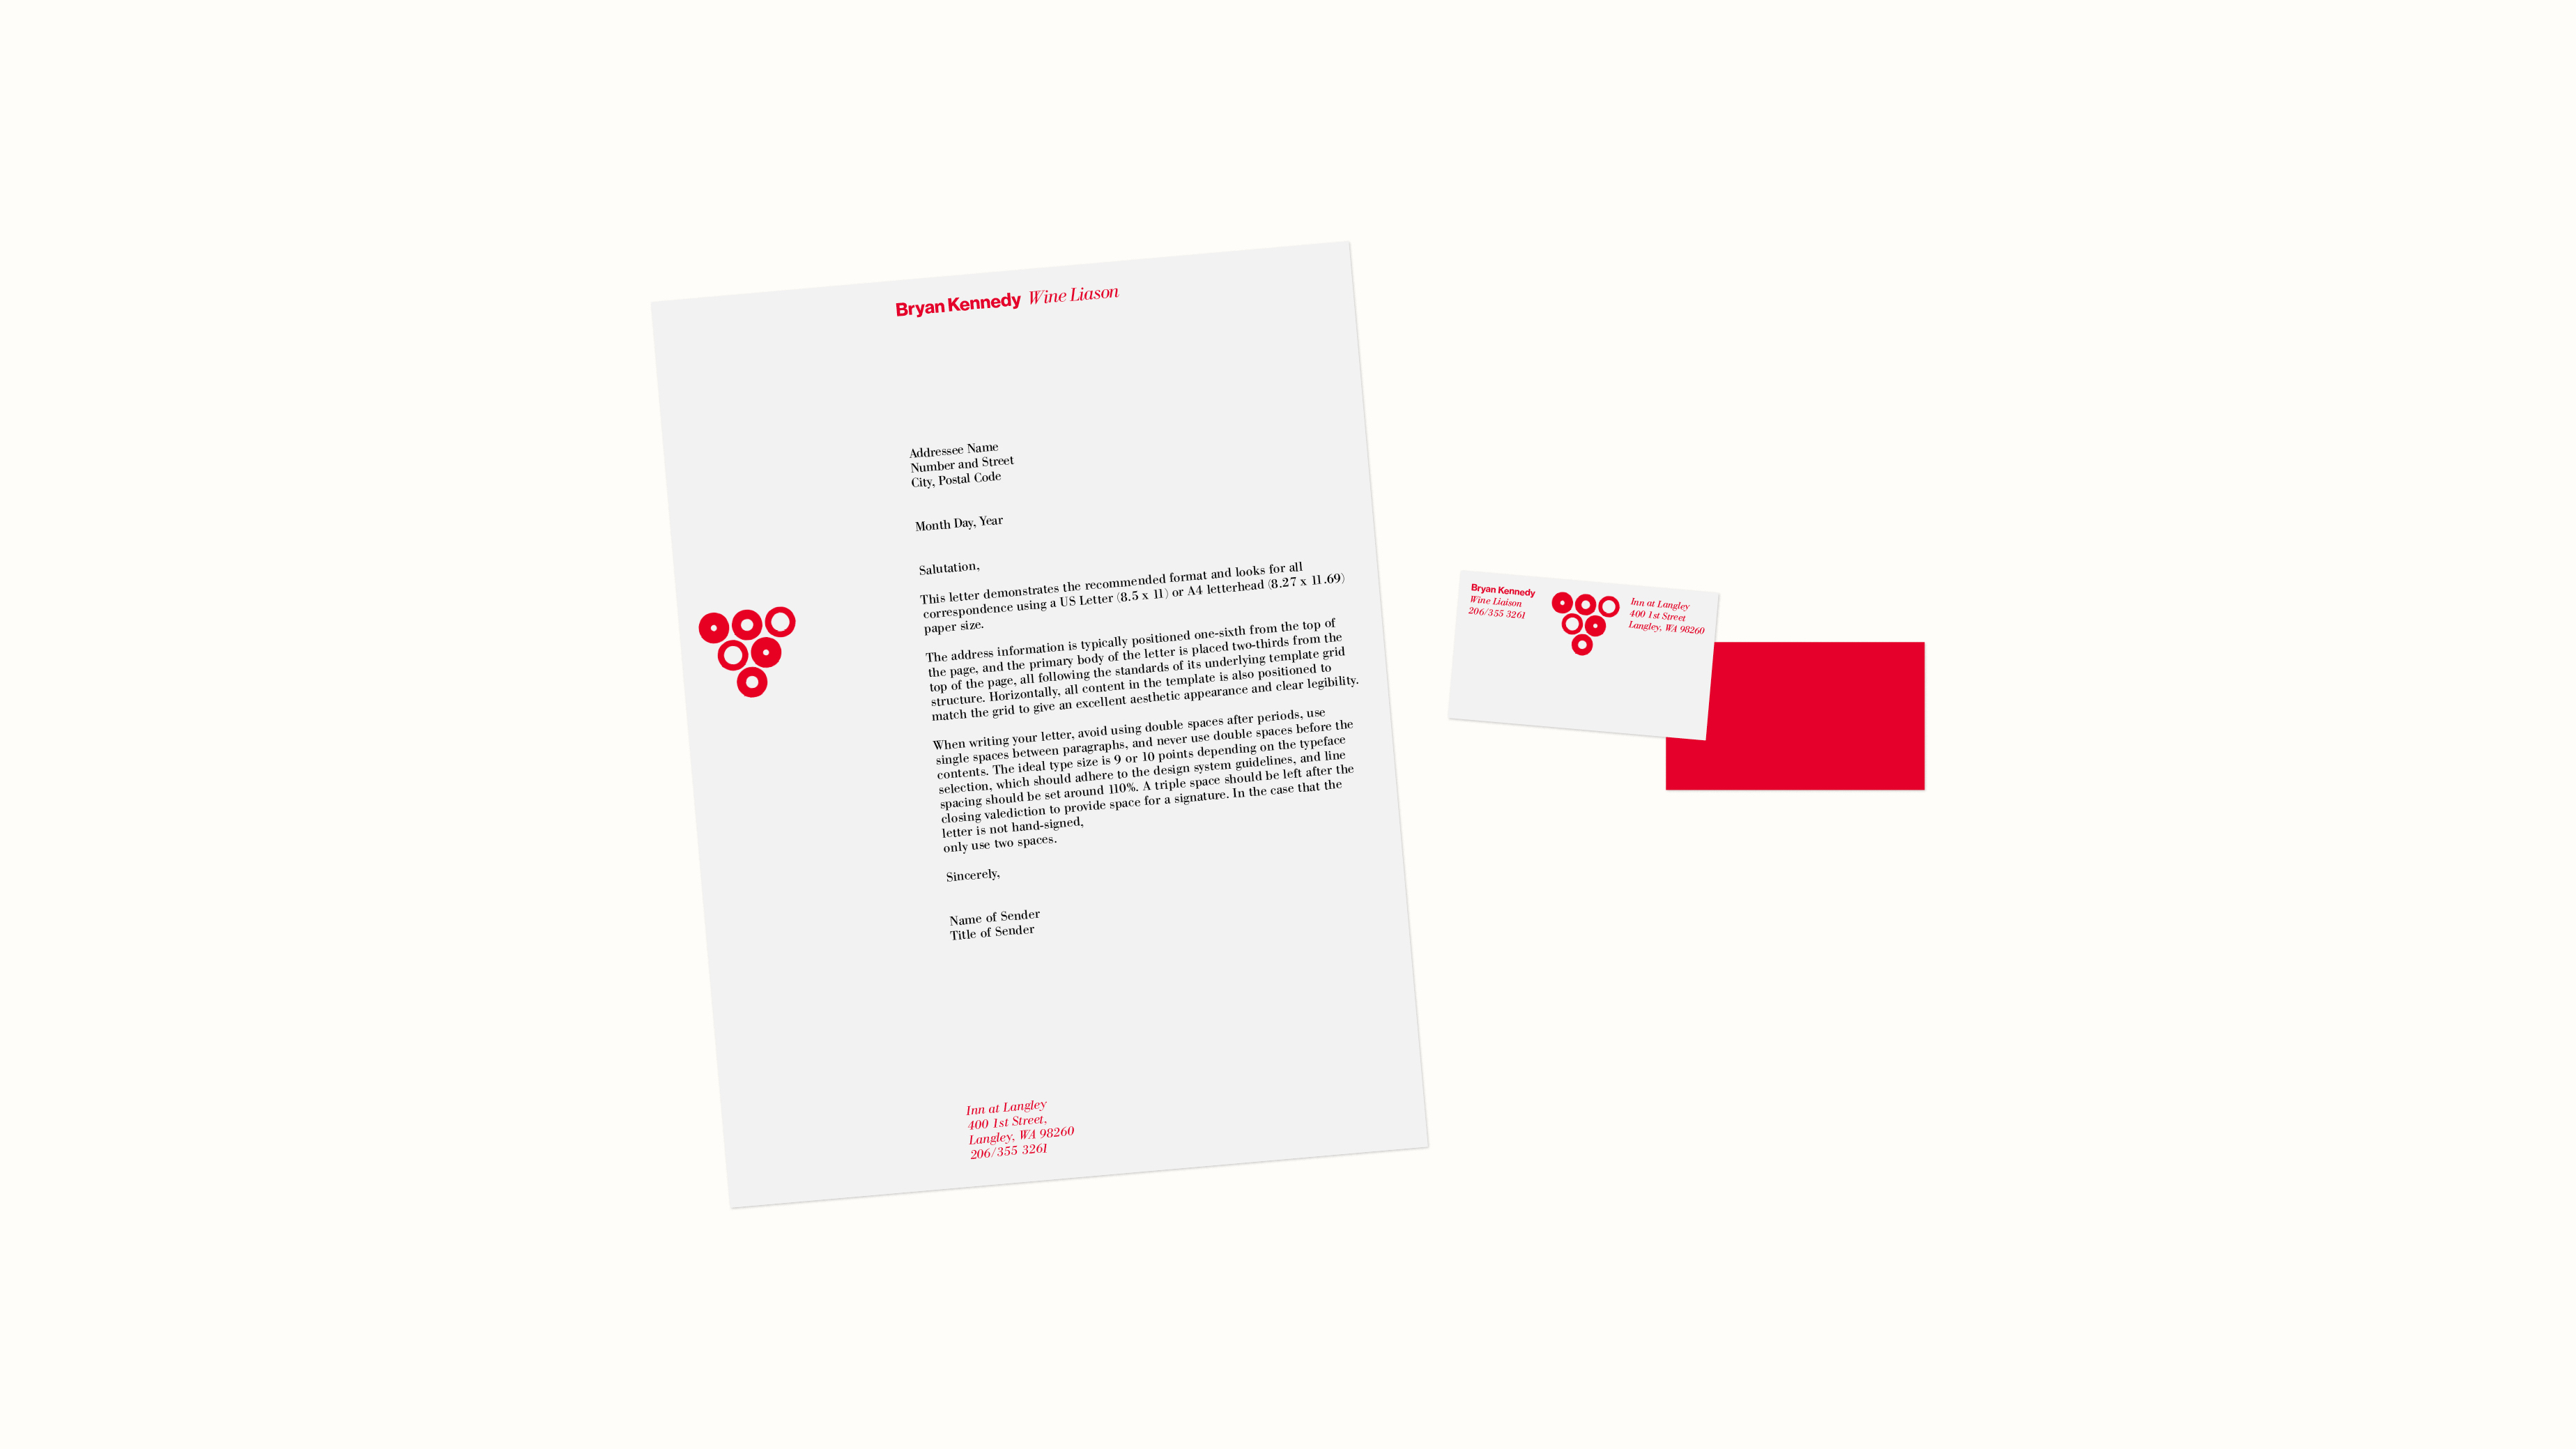 Bryan Kennedy Wine Liason
Addressee Name
Number and Street
City, Postal Code
Month Day, Year
Salutation,
This letter demonstrates the recommended format and looks for all
correspondence using a US Letter (8.5 x 11) or A4 letterhead (8.27 x 11.69)
paper size.
The address information is typically positioned one-sixth from the top of
the page, and the primary body of the letter is placed two-thirds from the
top of the page, all following the standards of its underlying template grid
structure. Horizontally, all content in the template is also positioned to
match the grid to give an excellent aesthetic appearance and clear legibility.
When writing your letter, avoid using double spaces after periods, use
single spaces between paragraphs, and never use double spaces before the
contents. The ideal type size is 9 or 10 points depending on the typeface
selection, which should adhere to the design system guidelines, and line
spacing should be set around 110%. A triple space should be left after the
closing valediction to provide space for a signature. In the case that the
letter is not hand-signed,
only use two spaces.
Sincerely,
Name of Sender
Title of Sender
Inn at Langley
400 1st Street,
Langley, WA 98260
206/355 3261
Bryan Kennedy
Wine Liaison
206/355 3261
Inn at Langley
400 1st Street
Langley, WA 98260